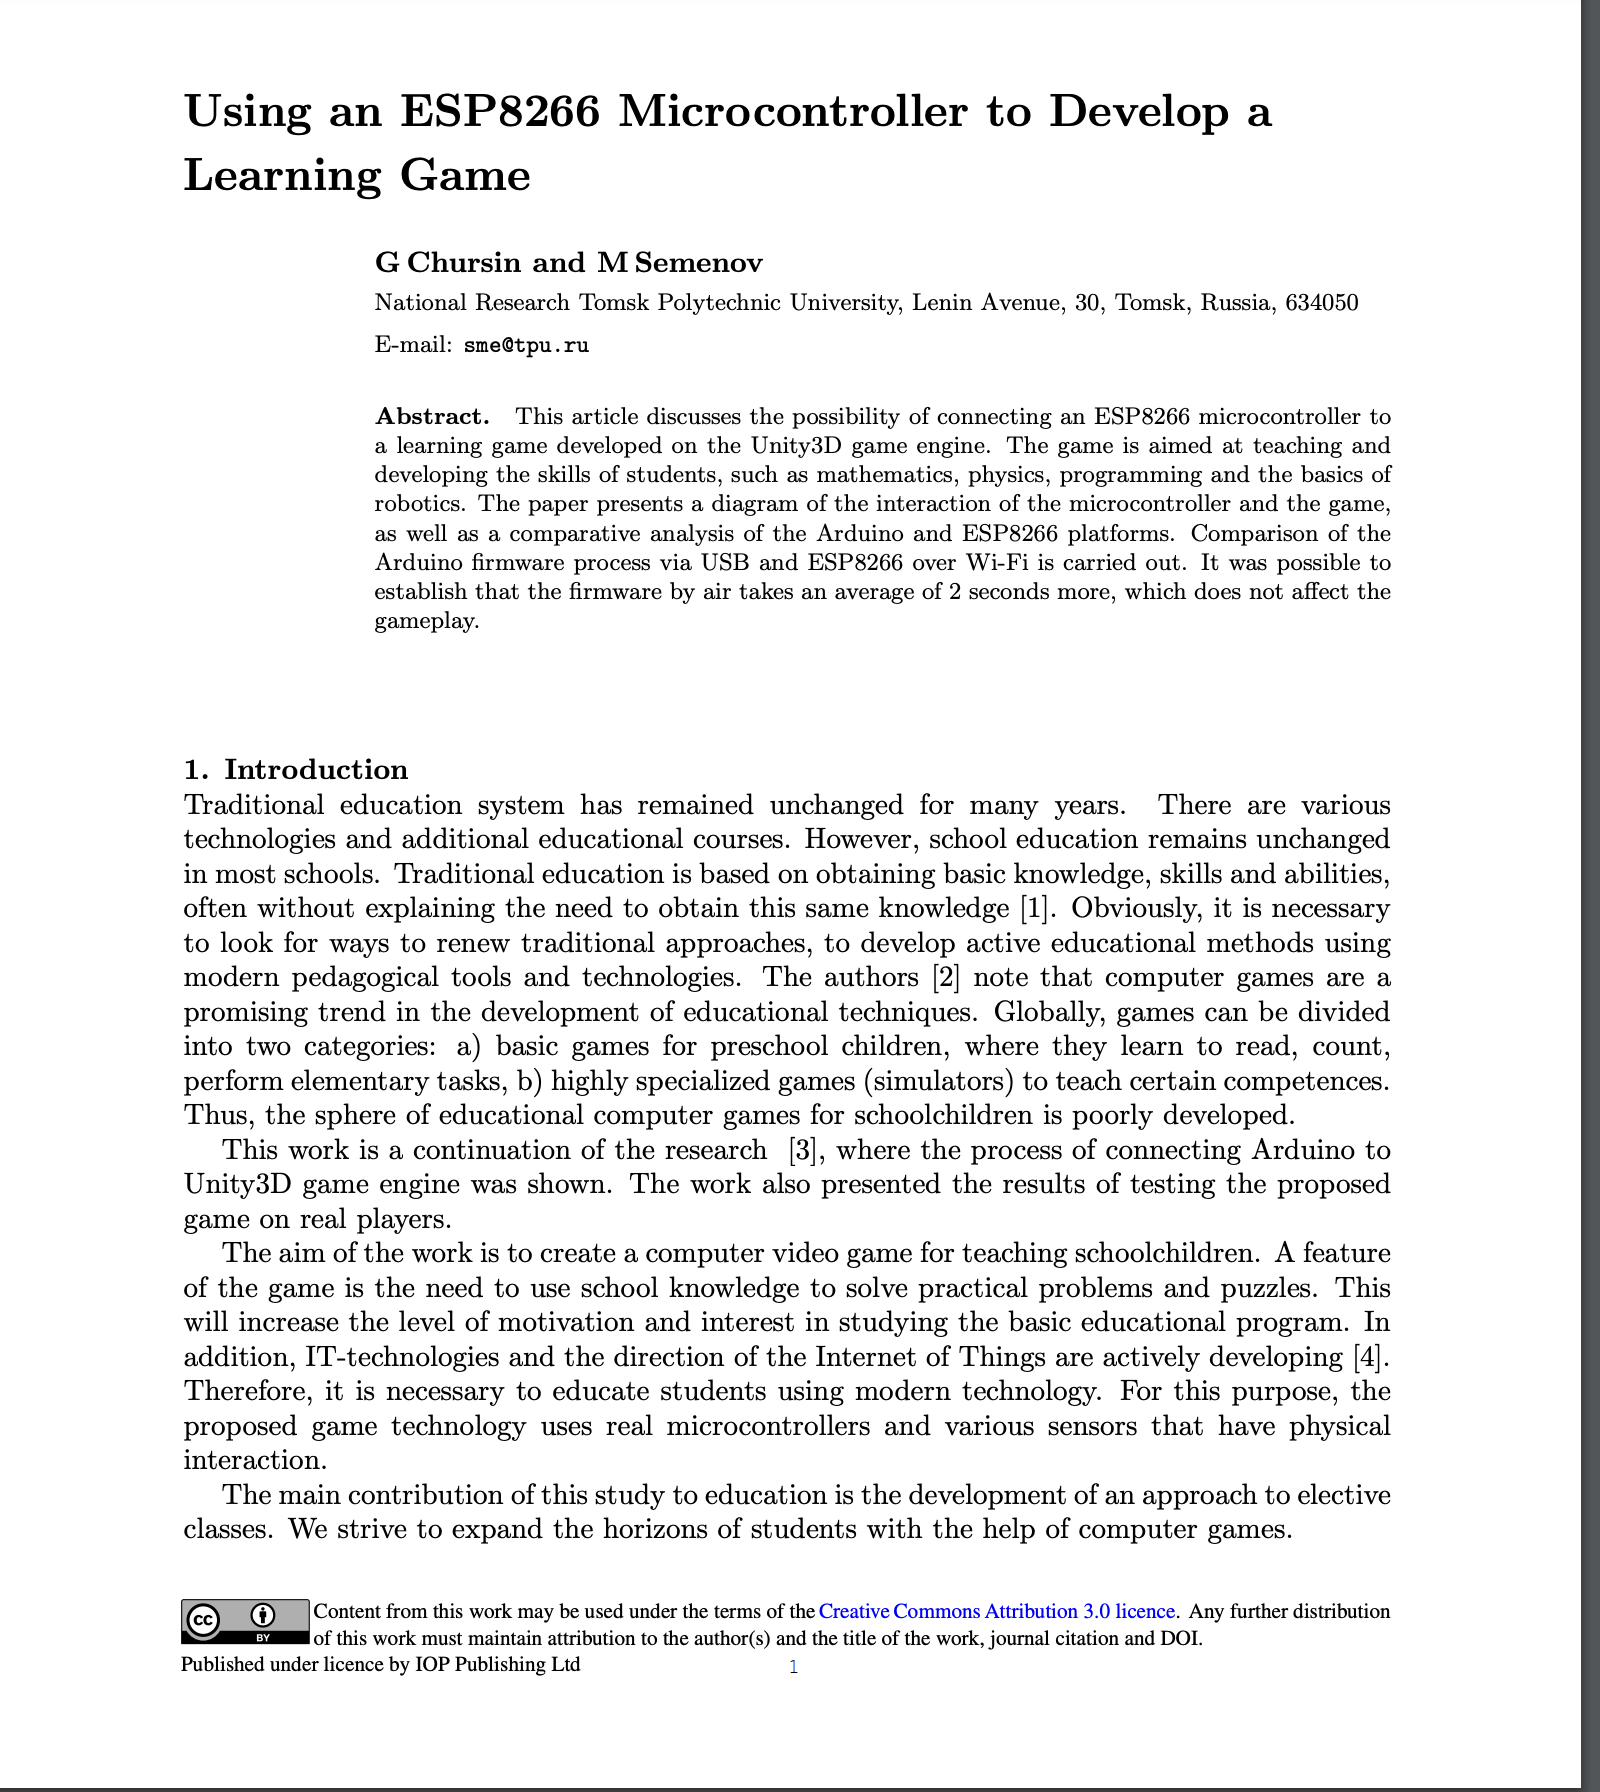 Using an ESP8266 Microcontroller to Develop a
Learning Game
G Chursin and M Semenov
National Research Tomsk Polytechnic University, Lenin Avenue, 30, Tomsk, Russia, 634050
E-mail: sme@tpu.ru
Abstract. This article discusses the possibility of connecting an ESP8266 microcontroller to
a learning game developed on the Unity3D game engine. The game is aimed at teaching and
developing the skills of students, such as mathematics, physics, programming and the basics of
robotics. The paper presents a diagram of the interaction of the microcontroller and the game,
as well as a comparative analysis of the Arduino and ESP8266 platforms. Comparison of the
Arduino firmware process via USB and ESP8266 over Wi-Fi is carried out. It was possible to
establish that the firmware by air takes an average of 2 seconds more, which does not affect the
gameplay.
1. Introduction
Traditional education system has remained unchanged for many years. There are various
technologies and additional educational courses. However, school education remains unchanged
in most schools. Traditional education is based on obtaining basic knowledge, skills and abilities,
often without explaining the need to obtain this same knowledge [1]. Obviously, it is necessary
to look for ways to renew traditional approaches, to develop active educational methods using
modern pedagogical tools and technologies. The authors [2] note that computer games are a
promising trend in the development of educational techniques. Globally, games can be divided
into two categories: a) basic games for preschool children, where they learn to read, count,
perform elementary tasks, b) highly specialized games (simulators) to teach certain competences.
Thus, the sphere of educational computer games for schoolchildren is poorly developed.
This work is a continuation of the research [3], where the process of connecting Arduino to
Unity3D game engine was shown. The work also presented the results of testing the proposed
game on real players.
The aim of the work is to create a computer video game for teaching schoolchildren. A feature
of the game is the need to use school knowledge to solve practical problems and puzzles. This
will increase the level of motivation and interest in studying the basic educational program. In
addition, IT-technologies and the direction of the Internet of Things are actively developing [4].
Therefore, it is necessary to educate students using modern technology. For this purpose, the
proposed game technology uses real microcontrollers and various sensors that have physical
interaction.
The main contribution of this study to education is the development of an approach to elective
classes. We strive to expand the horizons of students with the help of computer games.
cc BY
Content from this work may be used under the terms of the Creative Commons Attribution 3.0 licence. Any further distribution
of this work must maintain attribution to the author(s) and the title of the work, journal citation and DOI.
Published under licence by IOP Publishing Ltd
1